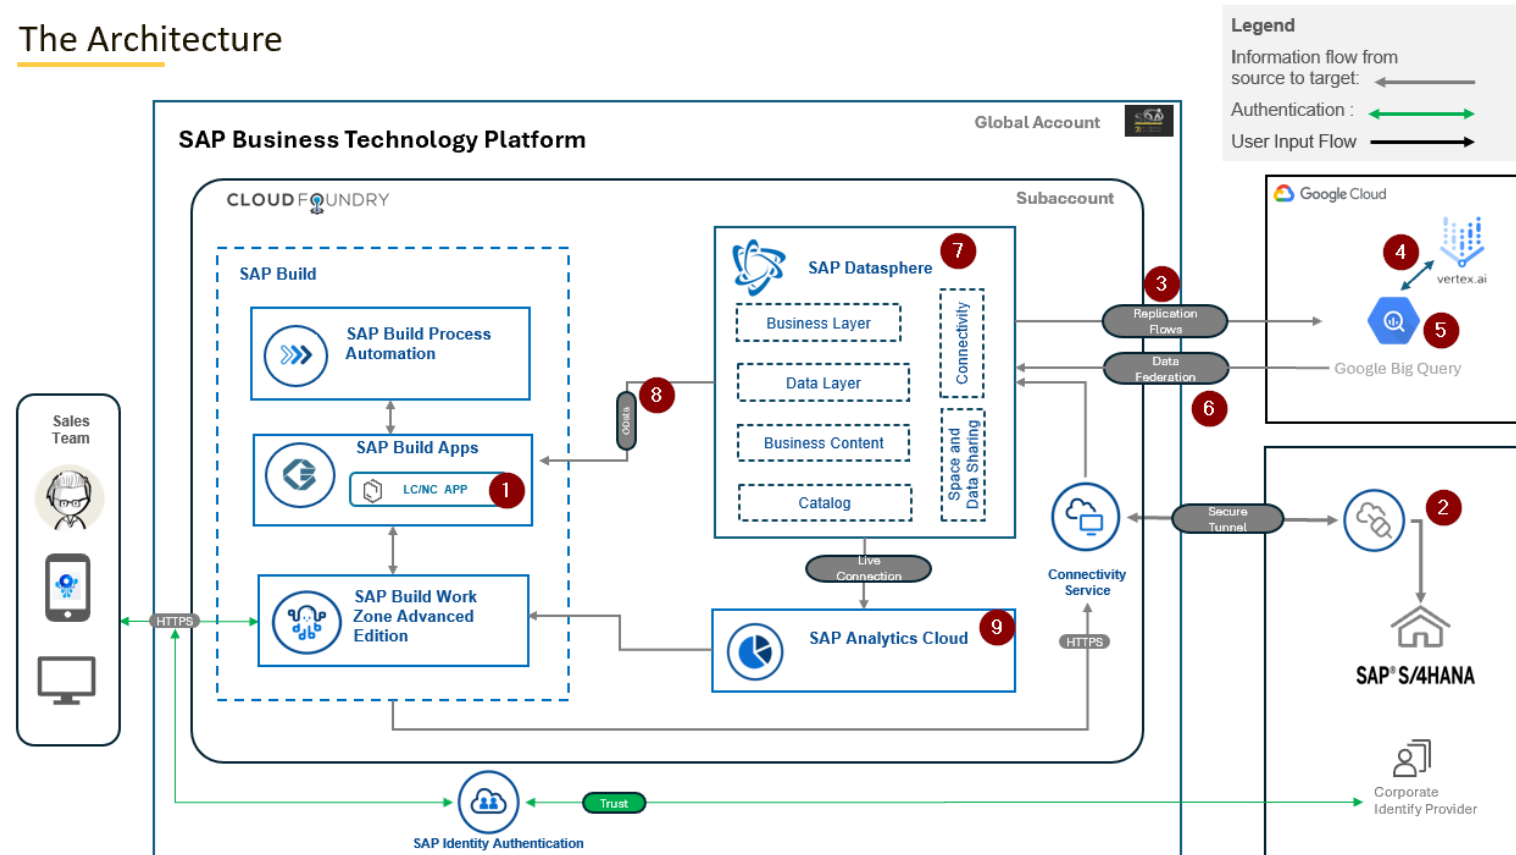 The Architecture
Legend
Information flow from
source to target:
Authentication :
User Input Flow
SAP Business Technology Platform
Global Account
CLOUD FOUNDRY
Subaccount
Google Cloud
SAP Build
7
SAP Datasphere
3
4
vertex.ai
SAP Build Process
Automation
Business Layer
Connectivity
Replication
Flows
5
Data
Federation
Google Big Query
Data Layer
8
OData
6
Sales
Team
SAP Build Apps
LC/NC APP
1
Business Content
Space and
Data Sharing
Catalog
Secure
Tunnel
2
Live
Connection
Connectivity
Service
SAP Build Work
Zone Advanced
Edition
HTTPS
SAP Analytics Cloud
9
HTTPS
SAP® S/4HANA
Trust
Corporate
Identify Provider
SAP Identity Authentication